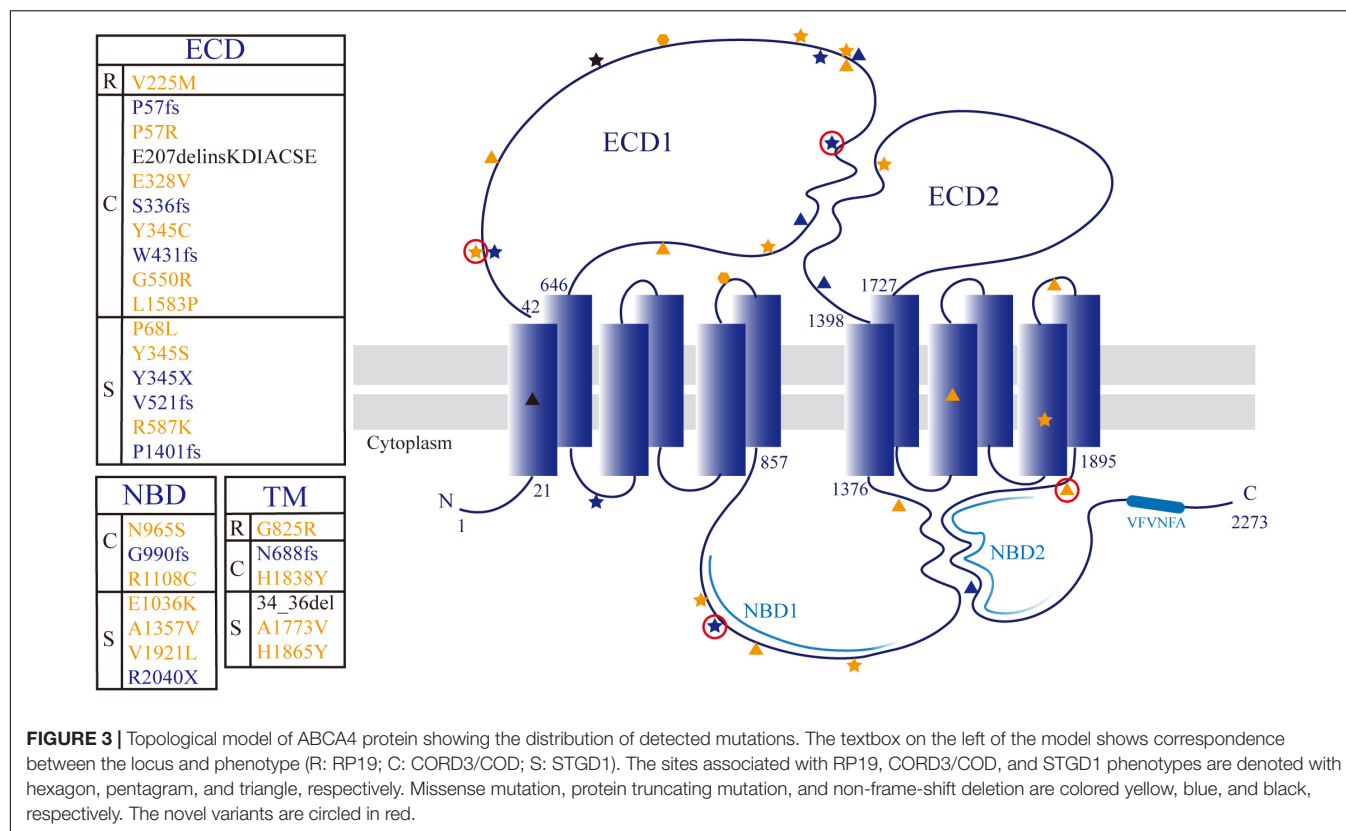 ECD
R V225M
P57fs
P57R
E207delinsKDIACSE
E328V
C S336fs
Y345C
W431fs
G550R
L1583P
P68L
Y345S
S Y345X
V521fs
R587K
P1401fs
NBD
C N965S
G990fs
R1108C
S E1036K
A1357V
V1921L
R2040X
TM
R G825R
C N688fs
H1838Y
S 34_36del
A1773V
H1865Y
ECD1
ECD2
646
42
1727
1398
Cytoplasm
857
1895
21
1376
N
1
C
2273
VFVNFA
NBD1
NBD2
FIGURE 3 | Topological model of ABCA4 protein showing the distribution of detected mutations. The textbox on the left of the model shows correspondence
between the locus and phenotype (R: RP19; C: CORD3/COD; S: STGD1). The sites associated with RP19, CORD3/COD, and STGD1 phenotypes are denoted with
hexagon, pentagram, and triangle, respectively. Missense mutation, protein truncating mutation, and non-frame-shift deletion are colored yellow, blue, and black,
respectively. The novel variants are circled in red.